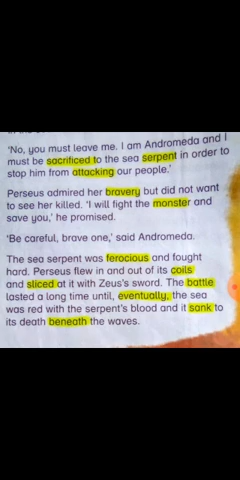 'No, you must leave me. I am Andromeda and I
must be sacrificed to the sea serpent in order to
stop him from attacking our people.'
Perseus admired her bravery but did not want
to see her killed. 'I will fight the monster and
save you,' he promised.
'Be careful, brave one,' said Andromeda.
The sea serpent was ferocious and fought
hard. Perseus flew in and out of its coils
and sliced at it with Zeus's sword. The battle
lasted a long time until, eventually, the sea
was red with the serpent's blood and it sank to
its death beneath the waves.